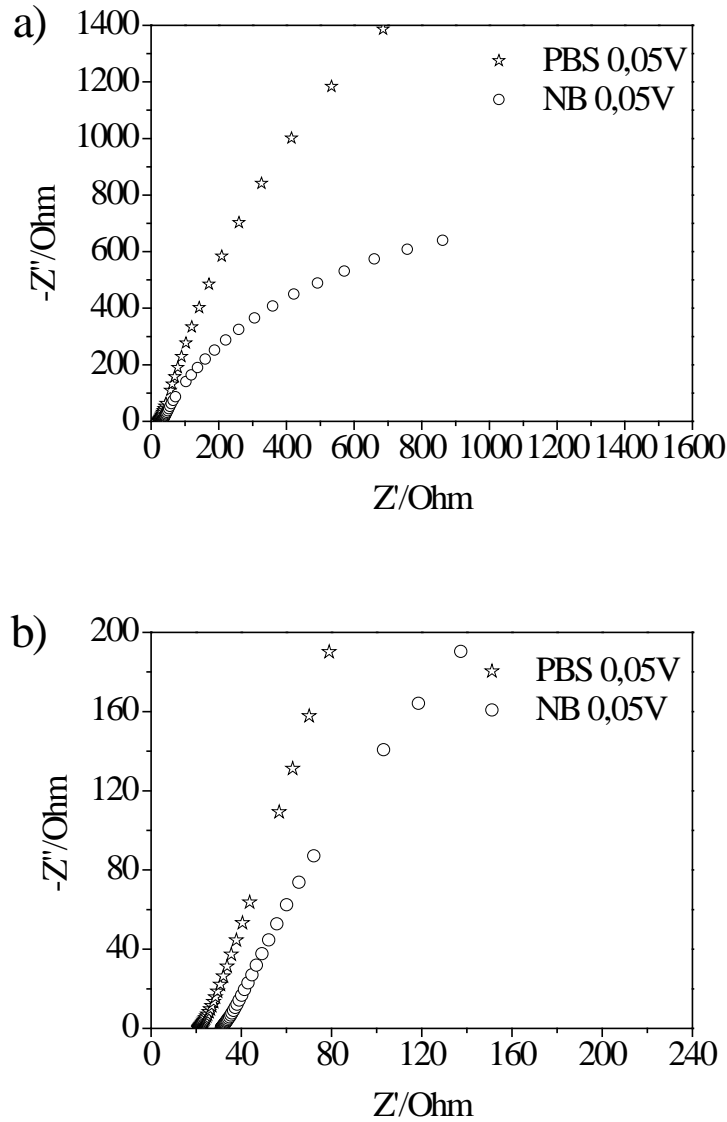 a)
1400
1200
1000
800
600
400
200
0
-Z''/Ohm
PBS 0,05V
NB 0,05V
0 200 400 600 800 1000 1200 1400 1600
Z'/Ohm
b)
200
160
120
80
40
0
-Z''/Ohm
PBS 0,05V
NB 0,05V
0 40 80 120 160 200 240
Z'/Ohm